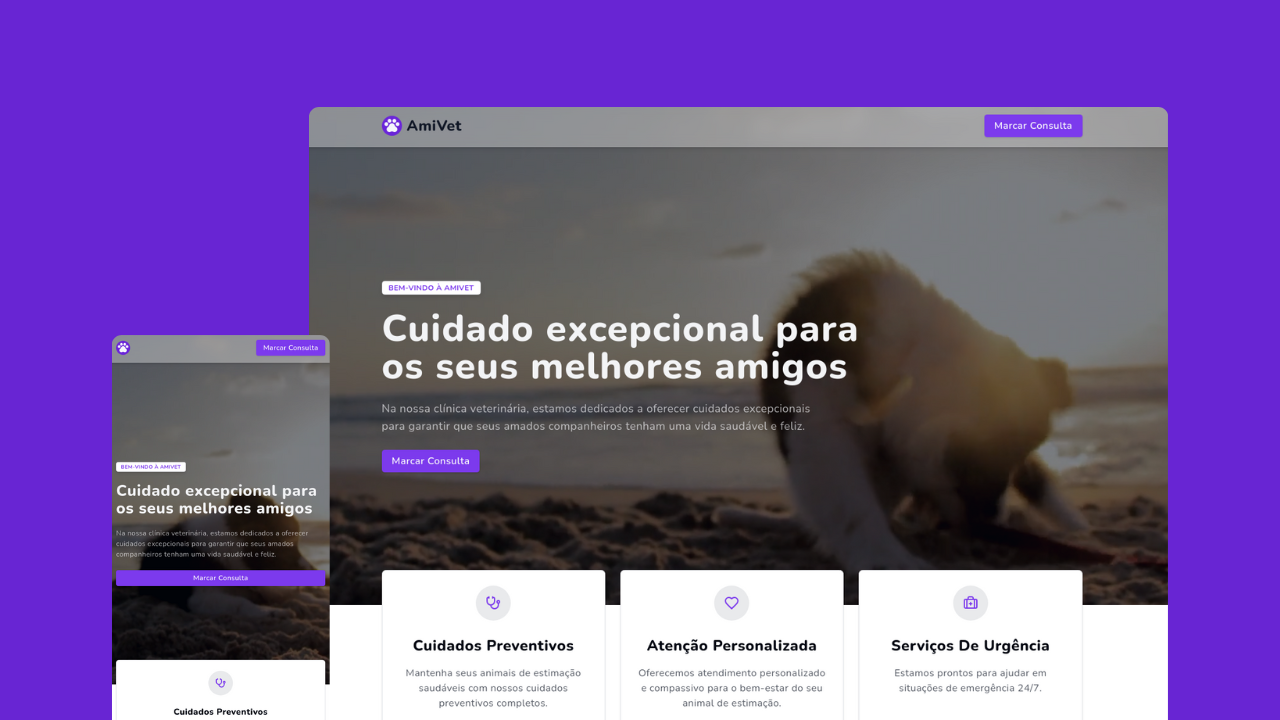 AmiVet
Marcar Consulta
BEM-VINDO À AMIVET
Cuidado excepcional para
os seus melhores amigos
Na nossa clínica veterinária, estamos dedicados a oferecer cuidados excepcionais
para garantir que seus amados companheiros tenham uma vida saudável e feliz.
Marcar Consulta
Cuidados Preventivos
Mantenha seus animais de estimação
saudáveis com nossos cuidados
preventivos completos.
Atenção Personalizada
Oferecemos atendimento personalizado
e compassivo para o bem-estar do seu
animal de estimação.
Serviços De Urgência
Estamos prontos para ajudar em
situações de emergência 24/7.
Marcar Consulta
BEM-VINDO À AMIVET
Cuidado excepcional para
os seus melhores amigos
Na nossa clínica veterinária, estamos dedicados a oferecer
cuidados excepcionais para garantir que seus amados
companheiros tenham uma vida saudável e feliz.
Marcar Consulta
Cuidados Preventivos